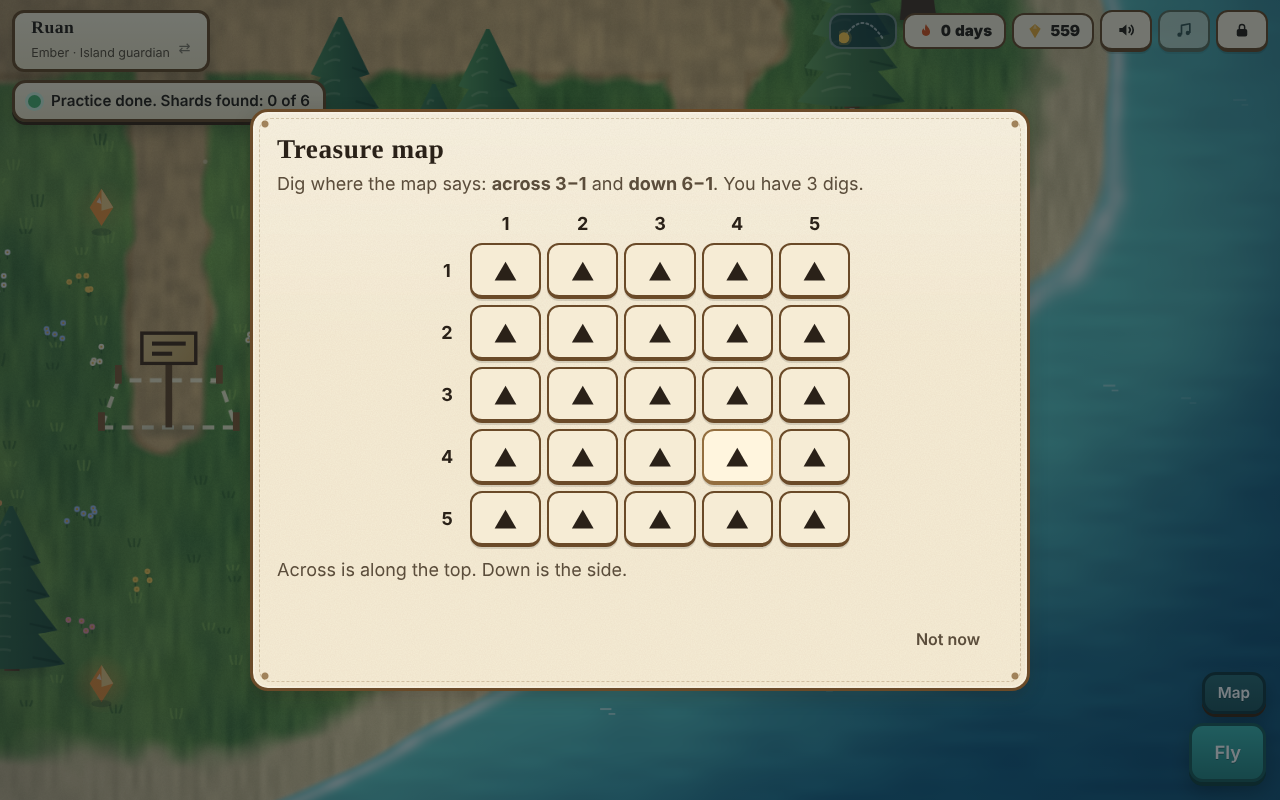 Ruan
Ember · Island guardian
0 days
559
Practice done. Shards found: 0 of 6
Treasure map
Dig where the map says: across 3−1 and down 6−1. You have 3 digs.
1 2 3 4 5
1
2
3
4
5
Across is along the top. Down is the side.
Not now
Map
Fly